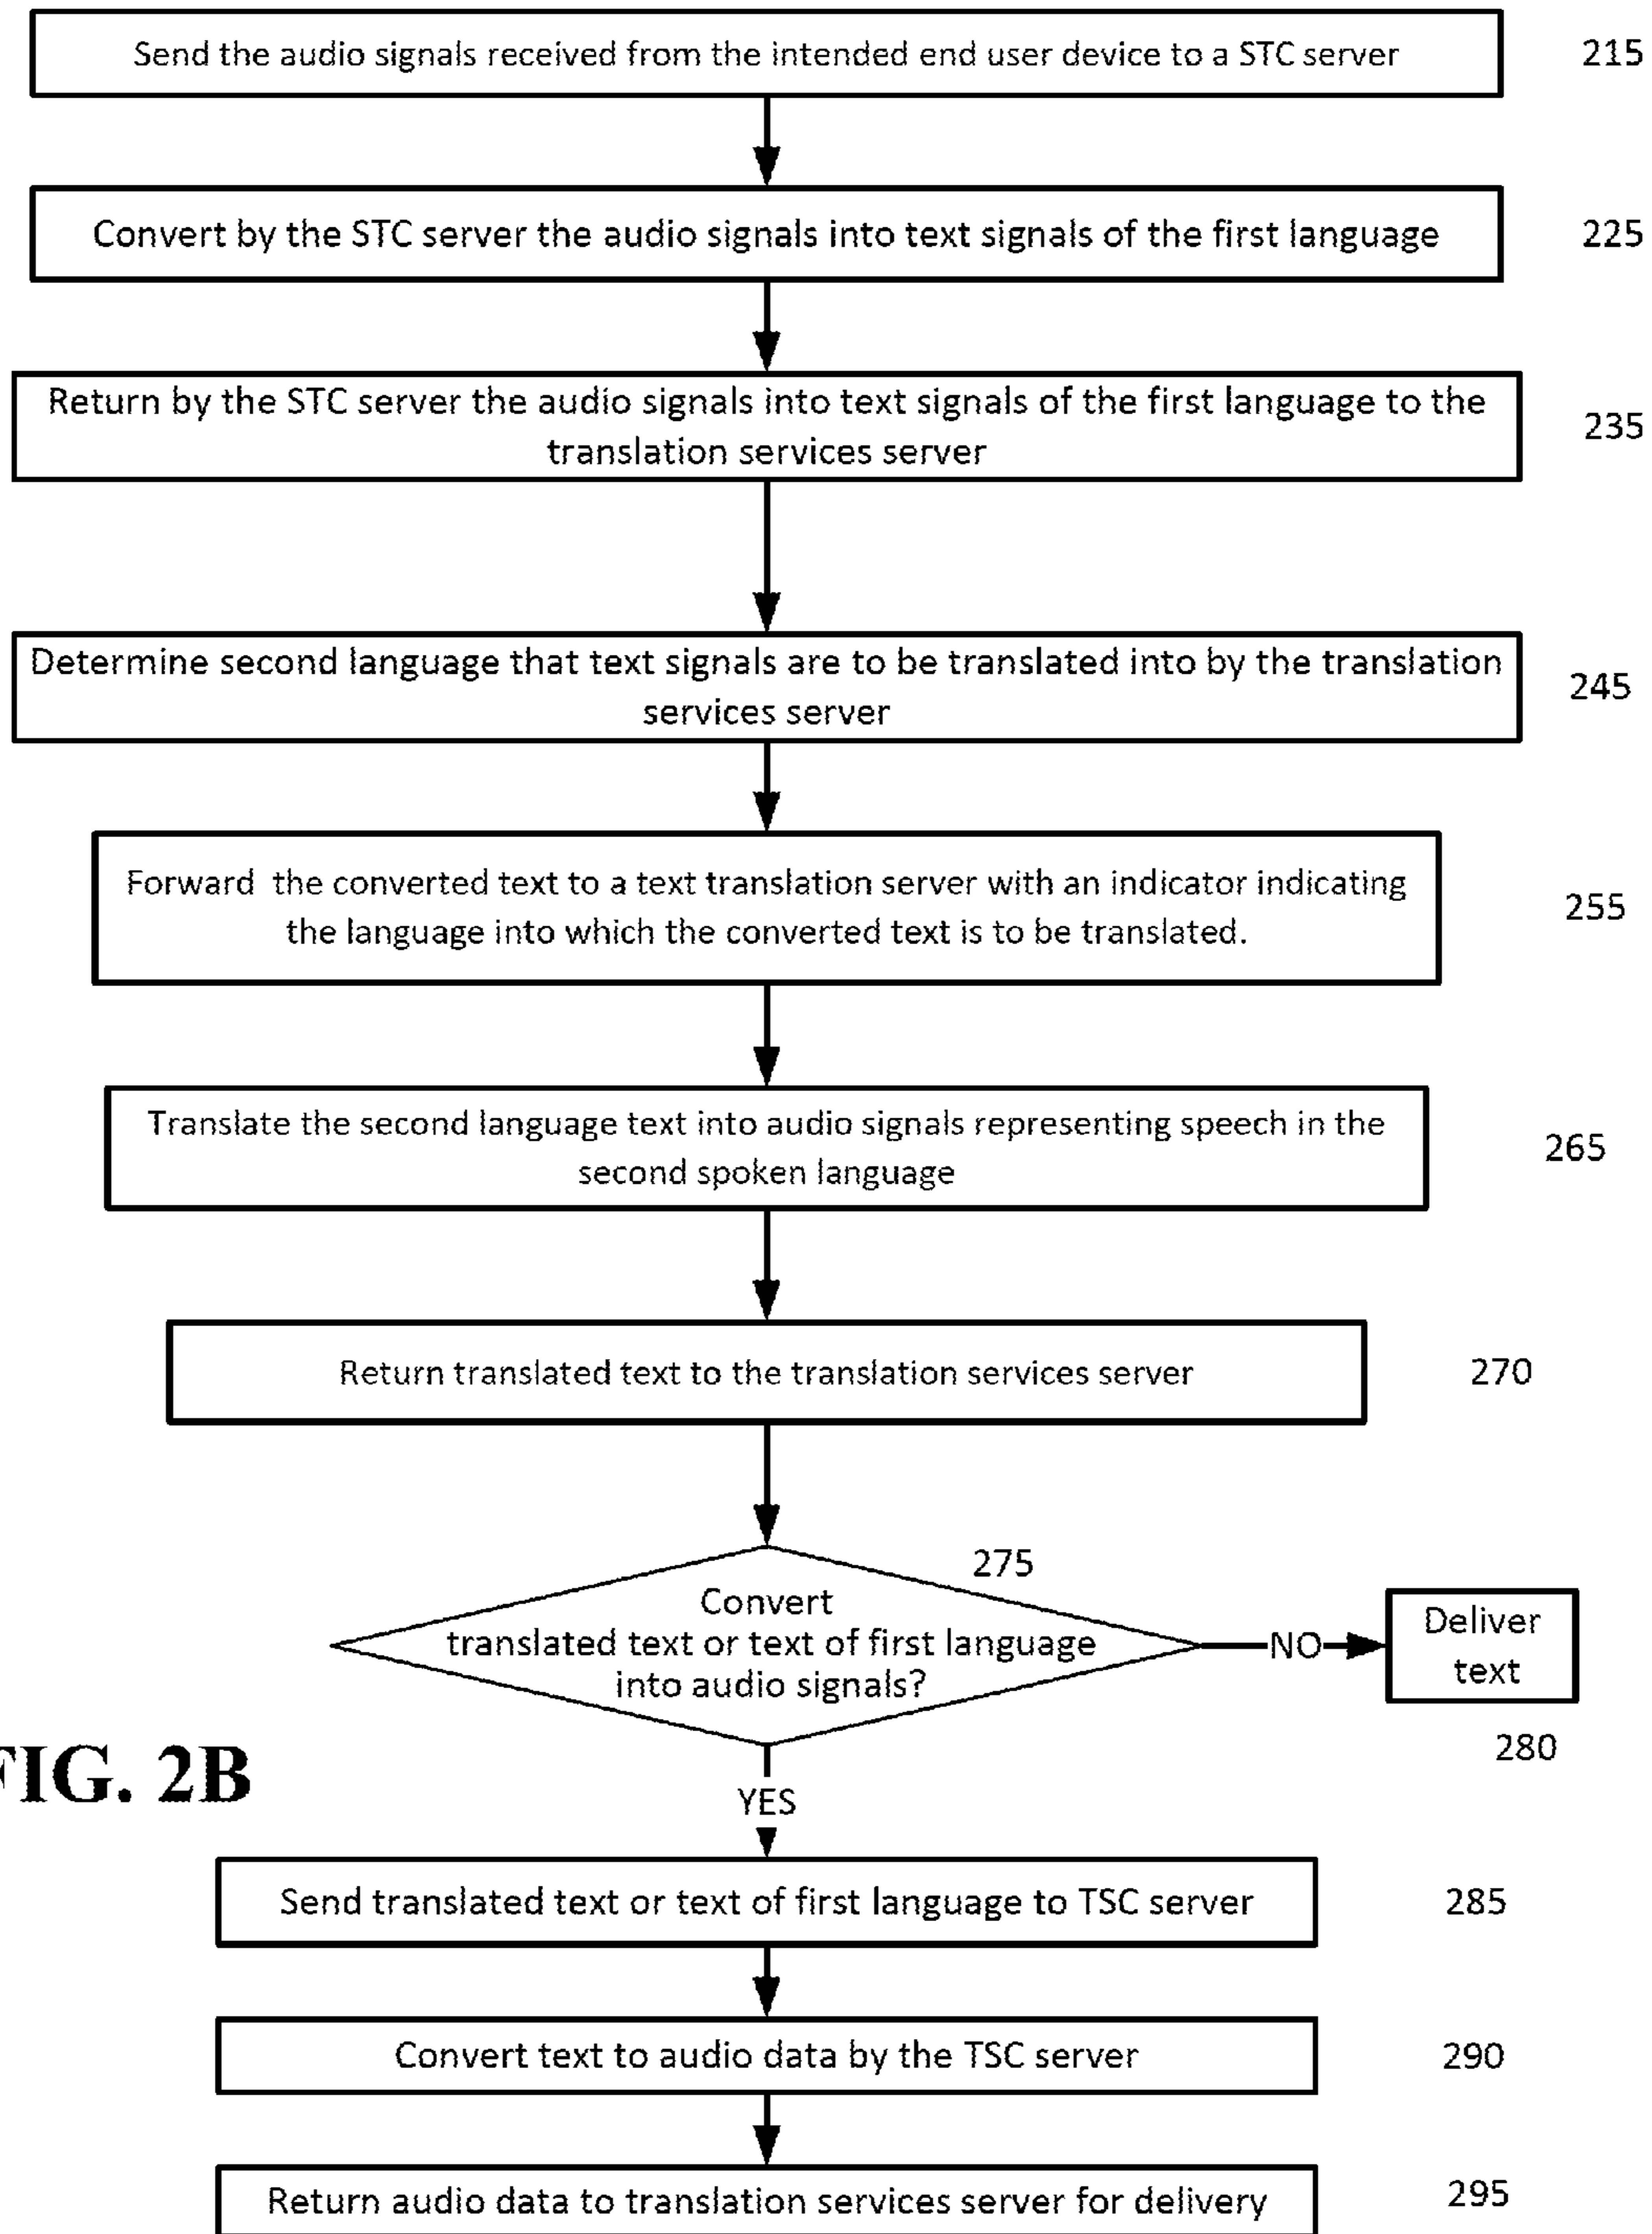 Send the audio signals received from the intended end user device to a STC server
215
Convert by the STC server the audio signals into text signals of the first language
225
Return by the STC server the audio signals into text signals of the first language to the
translation services server
235
Determine second language that text signals are to be translated into by the translation
services server
245
Forward the converted text to a text translation server with an indicator indicating
the language into which the converted text is to be translated.
255
Translate the second language text into audio signals representing speech in the
second spoken language
265
Return translated text to the translation services server
270
275
Convert
translated text or text of first language
into audio signals?
NO
Deliver
text
280
FIG. 2B
YES
Send translated text or text of first language to TSC server
285
Convert text to audio data by the TSC server
290
Return audio data to translation services server for delivery
295